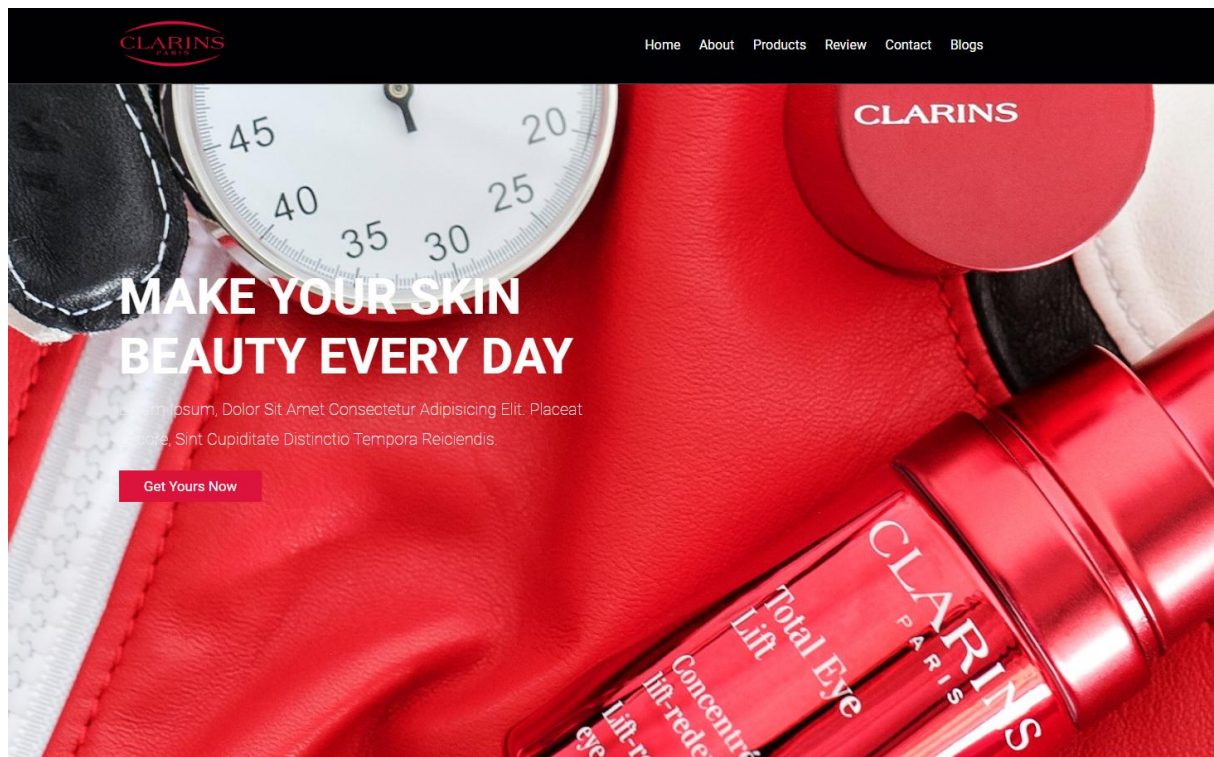 CLARINS
PARIS
Home About Products Review Contact Blogs
45
40
35
30
25
20
CLARINS
MAKE YOUR SKIN
BEAUTY EVERY DAY
Ipsum, Dolor Sit Amet Consectetur Adipisicing Elit. Placeat
Sint Cupiditate Distinctio Tempora Reiciendis.
Get Yours Now
CLARINS
PARIS
Total Eye
Lift
Concentré